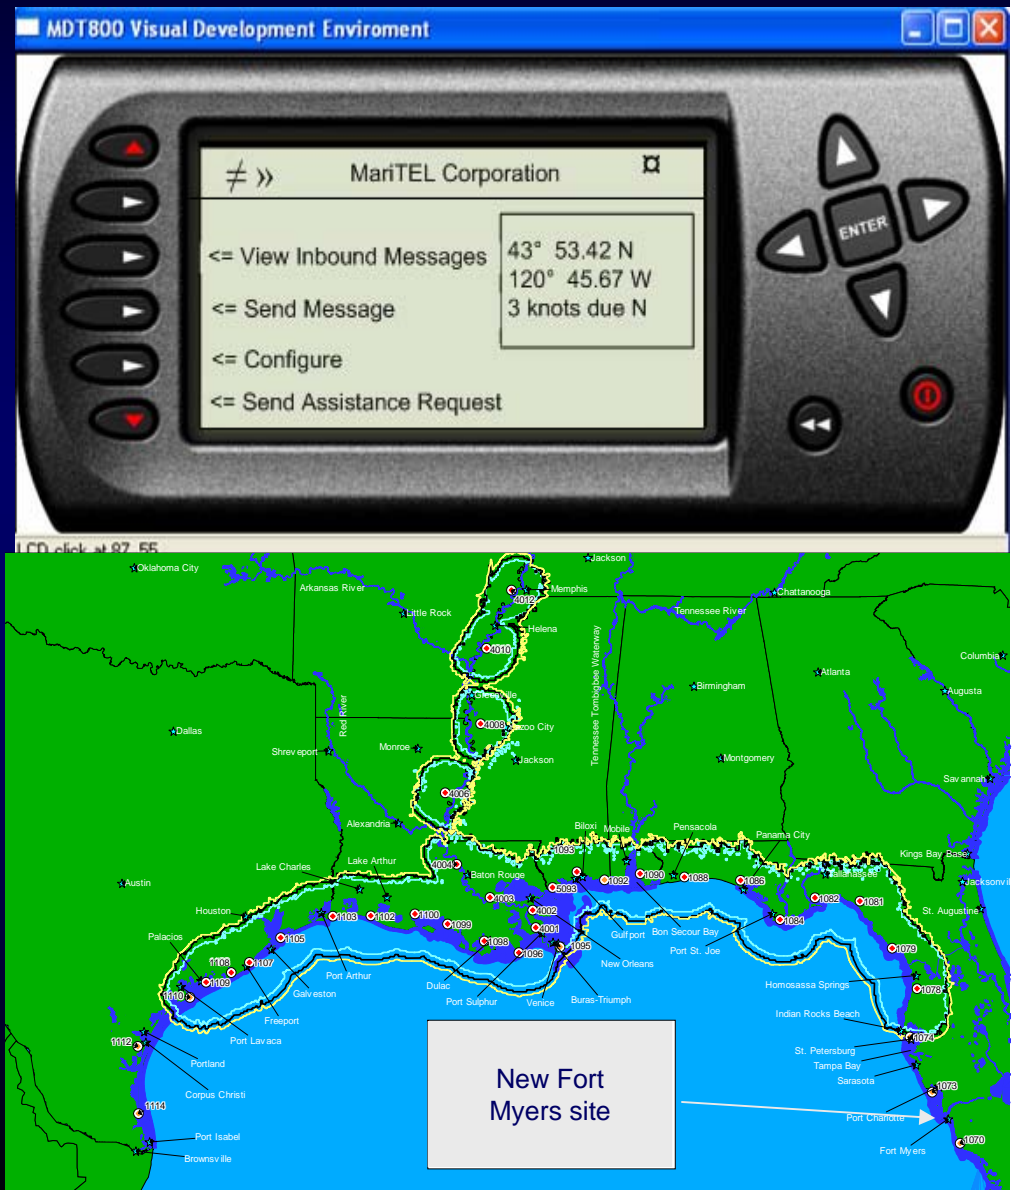 MDT800 Visual Development Enviroment
≠ » MariTEL Corporation ¤
<= View Inbound Messages
<= Send Message
<= Configure
<= Send Assistance Request
43° 53.42 N
120° 45.67 W
3 knots due N
ENTER
LCD click at 87, 55
Oklahoma City
Jackson
Arkansas River
4012
Memphis
Chattanooga
Little Rock
Tennessee River
Helena
4010
Columbia
Atlanta
Birmingham
Augusta
Red River
Tennessee Tombigbee Waterway
4008
Dallas
Shreveport
Monroe
Jackson
Montgomery
Savannah
4006
Alexandria
Biloxi
Mobile
Pensacola
Panama City
Kings Bay Base
Lake Charles
Lake Arthur
4004
1093
Baton Rouge
5093
1092
1090
1088
1086
Austin
Houston
4003
1082
1081
Jacksonvil
St. Augustine
1103
1102
1100
1099
4002
4001
1084
Palacios
1105
1098
1096
1095
Gulfport
Bon Secour Bay
Port St. Joe
1079
1108
1107
1109
1110
Port Arthur
Galveston
Freeport
Port Lavaca
Dulac
Port Sulphur
Venice
Buras-Triumph
New Orleans
Homosassa Springs
1078
Indian Rocks Beach
1074
1112
Portland
Corpus Christi
St. Petersburg
Tampa Bay
Sarasota
1073
New Fort
Myers site
1114
Port Charlotte
Port Isabel
Brownsville
Fort Myers
1070